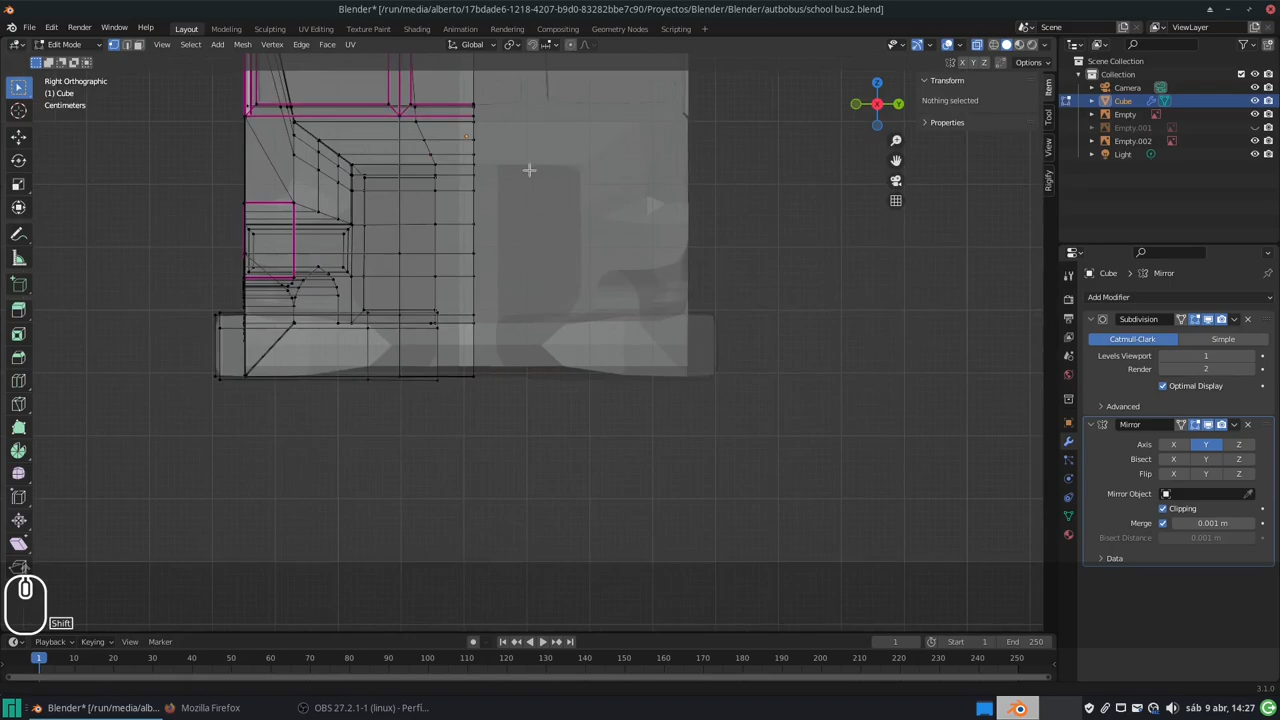 Blender* [/run/media/alberto/17bdade6-1218-4207-b9d0-83282bbe7c90/Proyectos/Blender/Blender/autbobus/school bus2.blend]
File Edit Render Window Help Layout Modeling Sculpting UV Editing Texture Paint Shading Animation Rendering Compositing Geometry Nodes Scripting Scene ViewLayer
Edit Mode View Select Add Mesh Vertex Edge Face UV Global
X Y Z Options
Right Orthographic
(1) Cube
Centimeters
Transform
Nothing selected
Properties
Item
Tool
View
Rigify
Z
X
Y
Scene Collection
Collection
Camera
Cube
Empty
Empty.001
Empty.002
Light
Cube Mirror
Add Modifier
Subdivision
Catmull-Clark Simple
Levels Viewport 1
Render 2
Optimal Display
Advanced
Mirror
Axis X Y Z
Bisect X Y Z
Flip X Y Z
Mirror Object
Clipping
Merge 0.001 m
Bisect Distance 0.001 m
Data
Shift
Playback Keying View Marker 1 Start 1 End 250
1 10 20 30 40 50 60 70 80 90 100 110 120 130 140 150 160 170 180 190 200 210 220 230 240 250
3.1.0
Blender* [/run/media/alb... Mozilla Firefox OBS 27.2.1-1 (linux) - Perfi... sáb 9 abr, 14:27